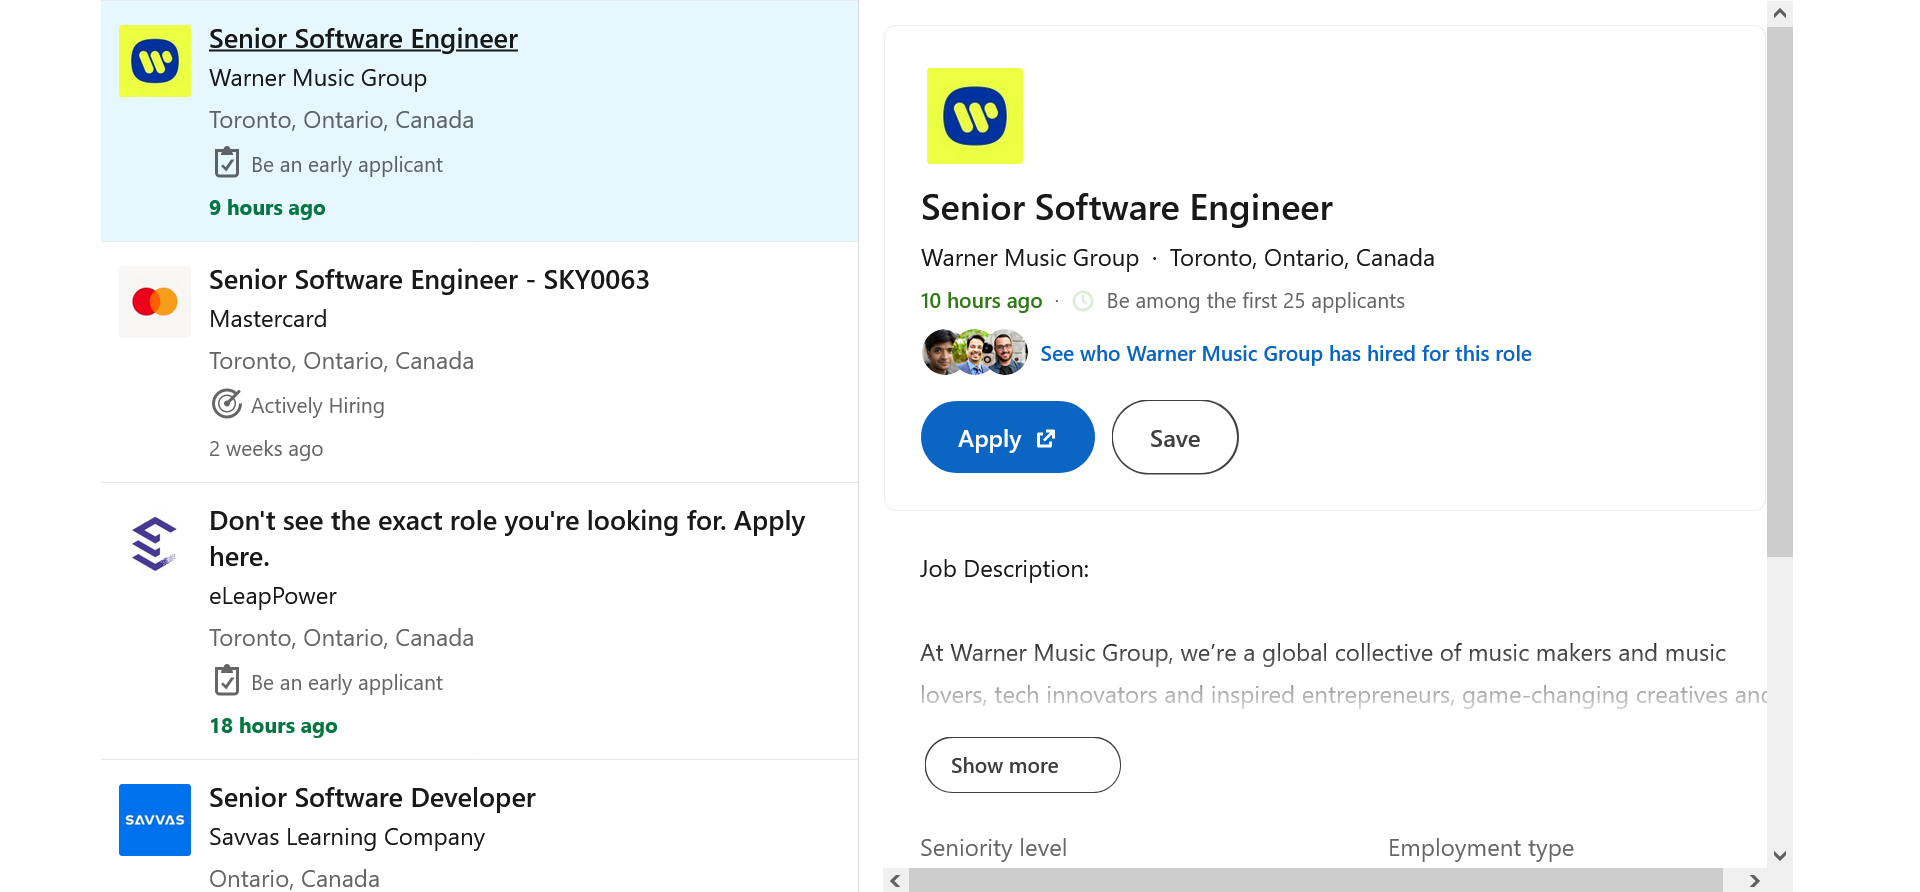 Senior Software Engineer
Warner Music Group
Toronto, Ontario, Canada
Be an early applicant
9 hours ago
Senior Software Engineer - SKY0063
Mastercard
Toronto, Ontario, Canada
Actively Hiring
2 weeks ago
Don't see the exact role you're looking for. Apply
here.
eLeapPower
Toronto, Ontario, Canada
Be an early applicant
18 hours ago
SAVVAS
Senior Software Developer
Savvas Learning Company
Ontario, Canada
Senior Software Engineer
Warner Music Group · Toronto, Ontario, Canada
10 hours ago · Be among the first 25 applicants
See who Warner Music Group has hired for this role
Apply
Save
Job Description:
At Warner Music Group, we’re a global collective of music makers and music
lovers, tech innovators and inspired entrepreneurs, game-changing creatives and
Show more
Seniority level
Employment type